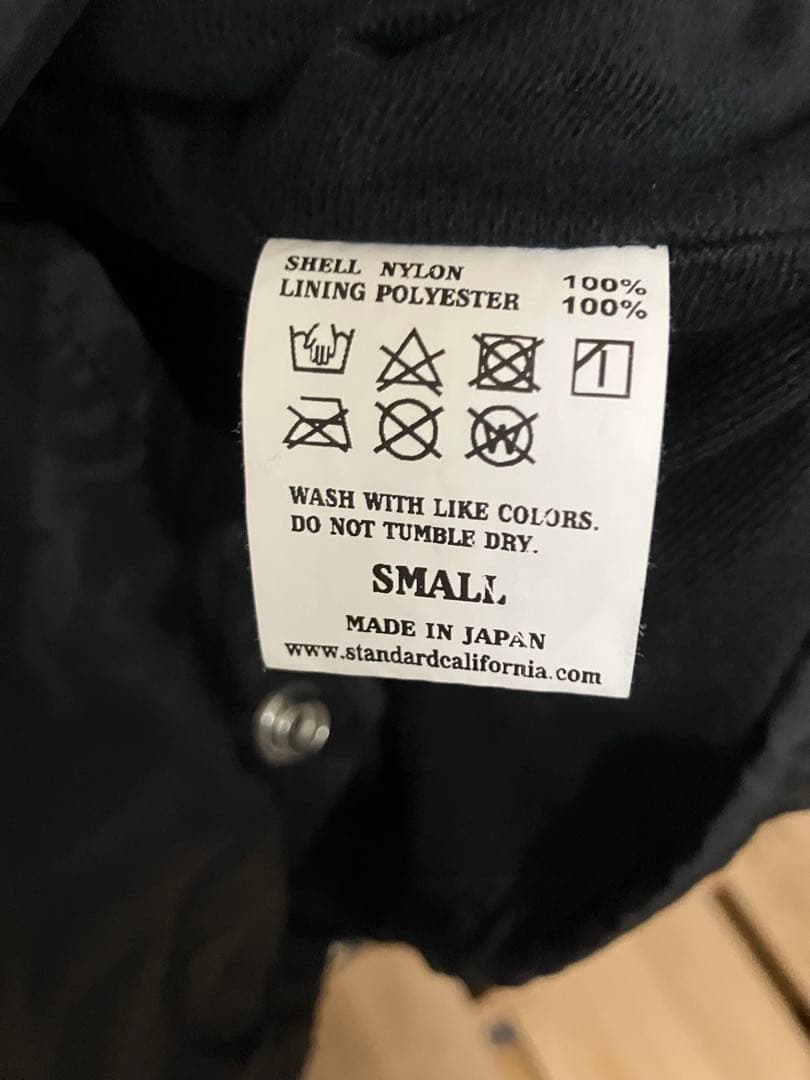 SHELL NYLON 100%
LINING POLYESTER 100%
W
WASH WITH LIKE COLORS.
DO NOT TUMBLE DRY.
SMALL
MADE IN JAPAN
www.standardcalifornia.com